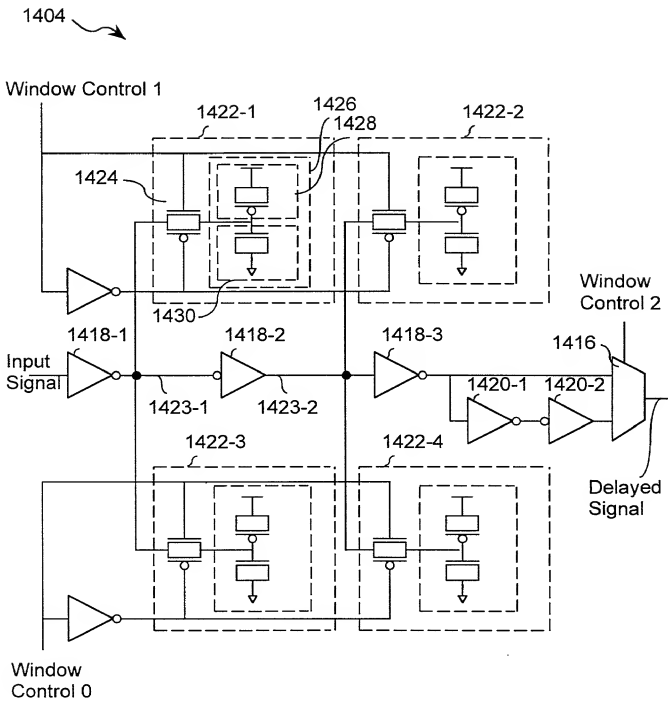 1404
Window Control 1
1422-1
1426
1428
1422-2
1424
1430
Window
Control 2
1418-1
1418-2
1418-3
1416
Input
Signal
1420-1
1420-2
1423-1
1423-2
1422-3
1422-4
Delayed
Signal
Window
Control 0